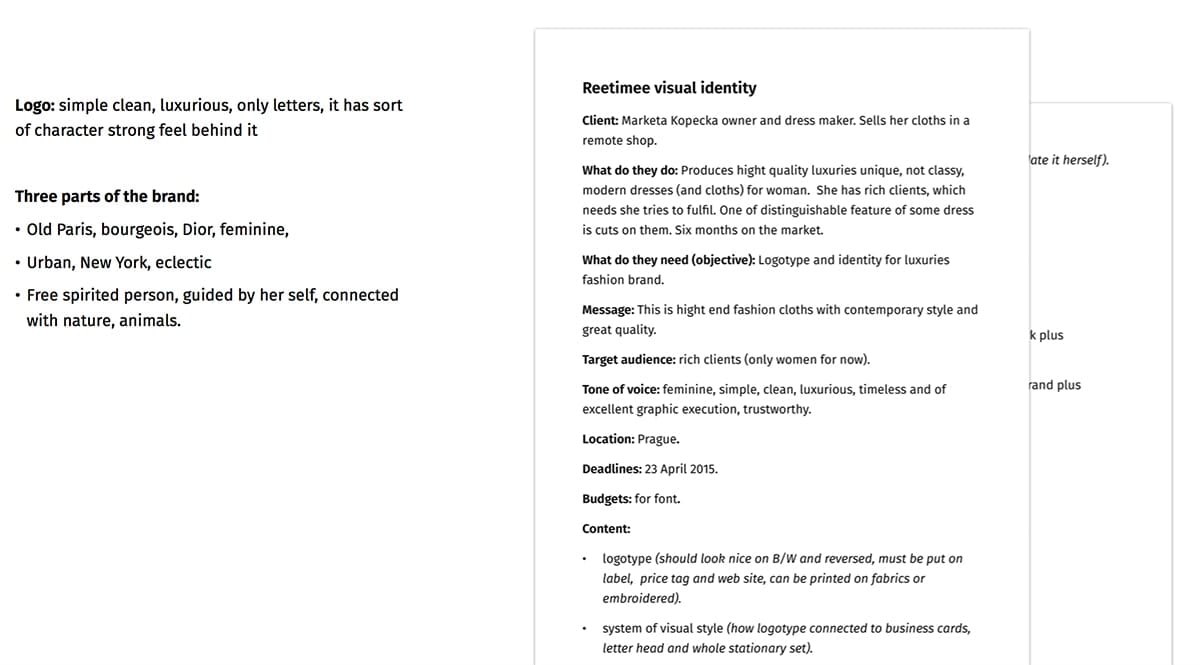 Logo: simple clean, luxurious, only letters, it has sort
of character strong feel behind it
Three parts of the brand:
• Old Paris, bourgeois, Dior, feminine,
• Urban, New York, eclectic
• Free spirited person, guided by her self, connected
with nature, animals.
Reetimee visual identity
Client: Marketa Kopecka owner and dress maker. Sells her cloths in a
remote shop.
What do they do: Produces hight quality luxuries unique, not classy,
modern dresses (and cloths) for woman.  She has rich clients, which
needs she tries to fulfil. One of distinguishable feature of some dress
is cuts on them. Six months on the market.
What do they need (objective): Logotype and identity for luxuries
fashion brand.
Message: This is hight end fashion cloths with contemporary style and
great quality.
Target audience: rich clients (only women for now).
Tone of voice: feminine, simple, clean, luxurious, timeless and of
excellent graphic execution, trustworthy.
Location: Prague.
Deadlines: 23 April 2015.
Budgets: for font.
Content:
• logotype (should look nice on B/W and reversed, must be put on
label,  price tag and web site, can be printed on fabrics or
embroidered).
• system of visual style (how logotype connected to business cards,
letter head and whole stationary set).
it herself).
plus
plus